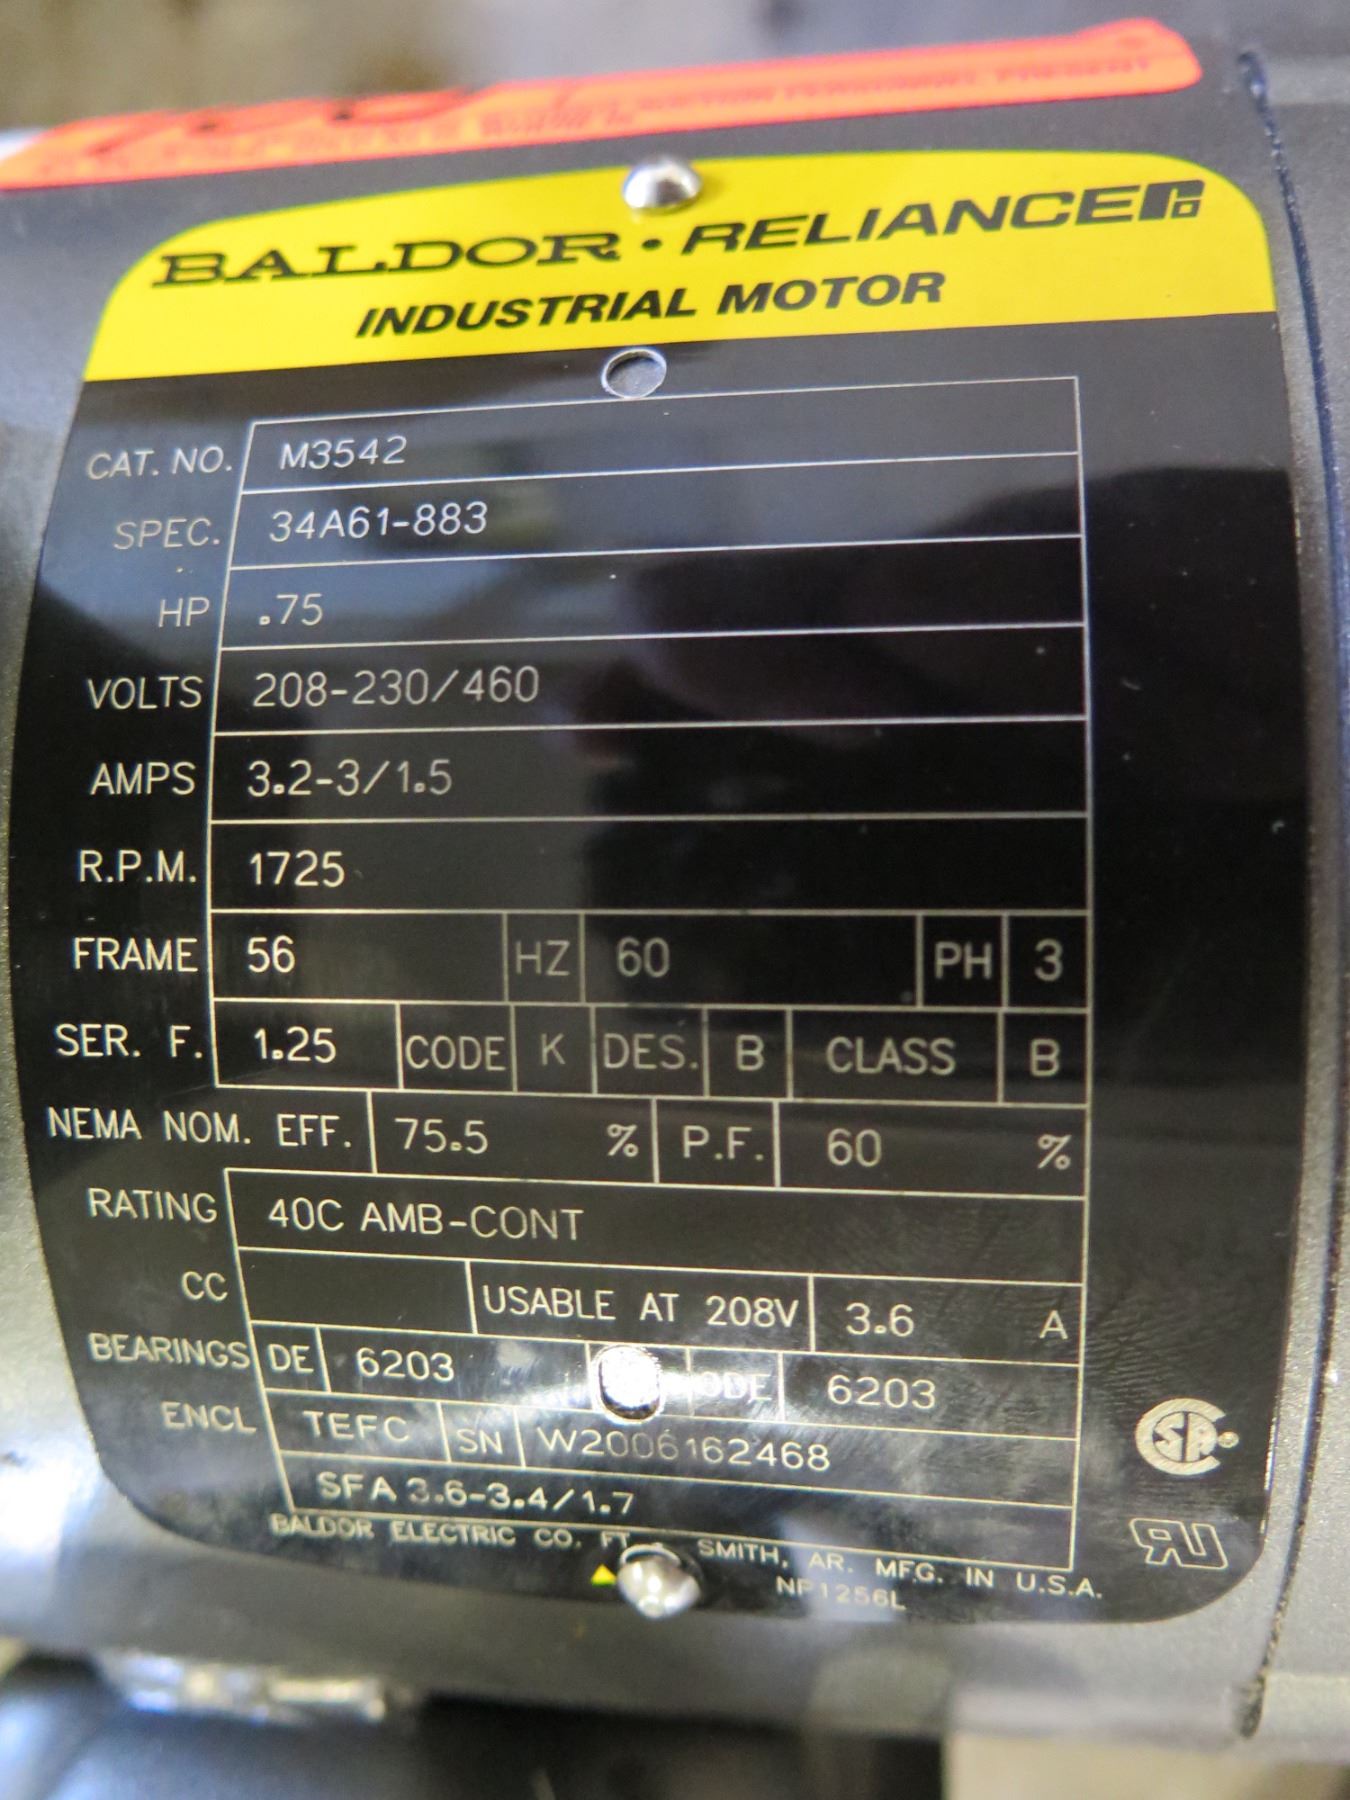 BALDOR • RELIANCER
INDUSTRIAL MOTOR
CAT. NO. M3542
SPEC. 34A61-883
HP .75
VOLTS 208-230/460
AMPS 3.2-3/1.5
R.P.M. 1725
FRAME 56 HZ 60 PH 3
SER. F. 1.25 CODE K DES. B CLASS B
NEMA NOM. EFF. 75.5 % P.F. 60 %
RATING 40C AMB-CONT
CC USABLE AT 208V 3.6 A
BEARINGS DE 6203 ODE 6203
ENCL TEFC SN W2006162468
SFA 3.6-3.4/1.7
BALDOR ELECTRIC CO. FT. SMITH, AR. MFG. IN U.S.A.
NP1256L